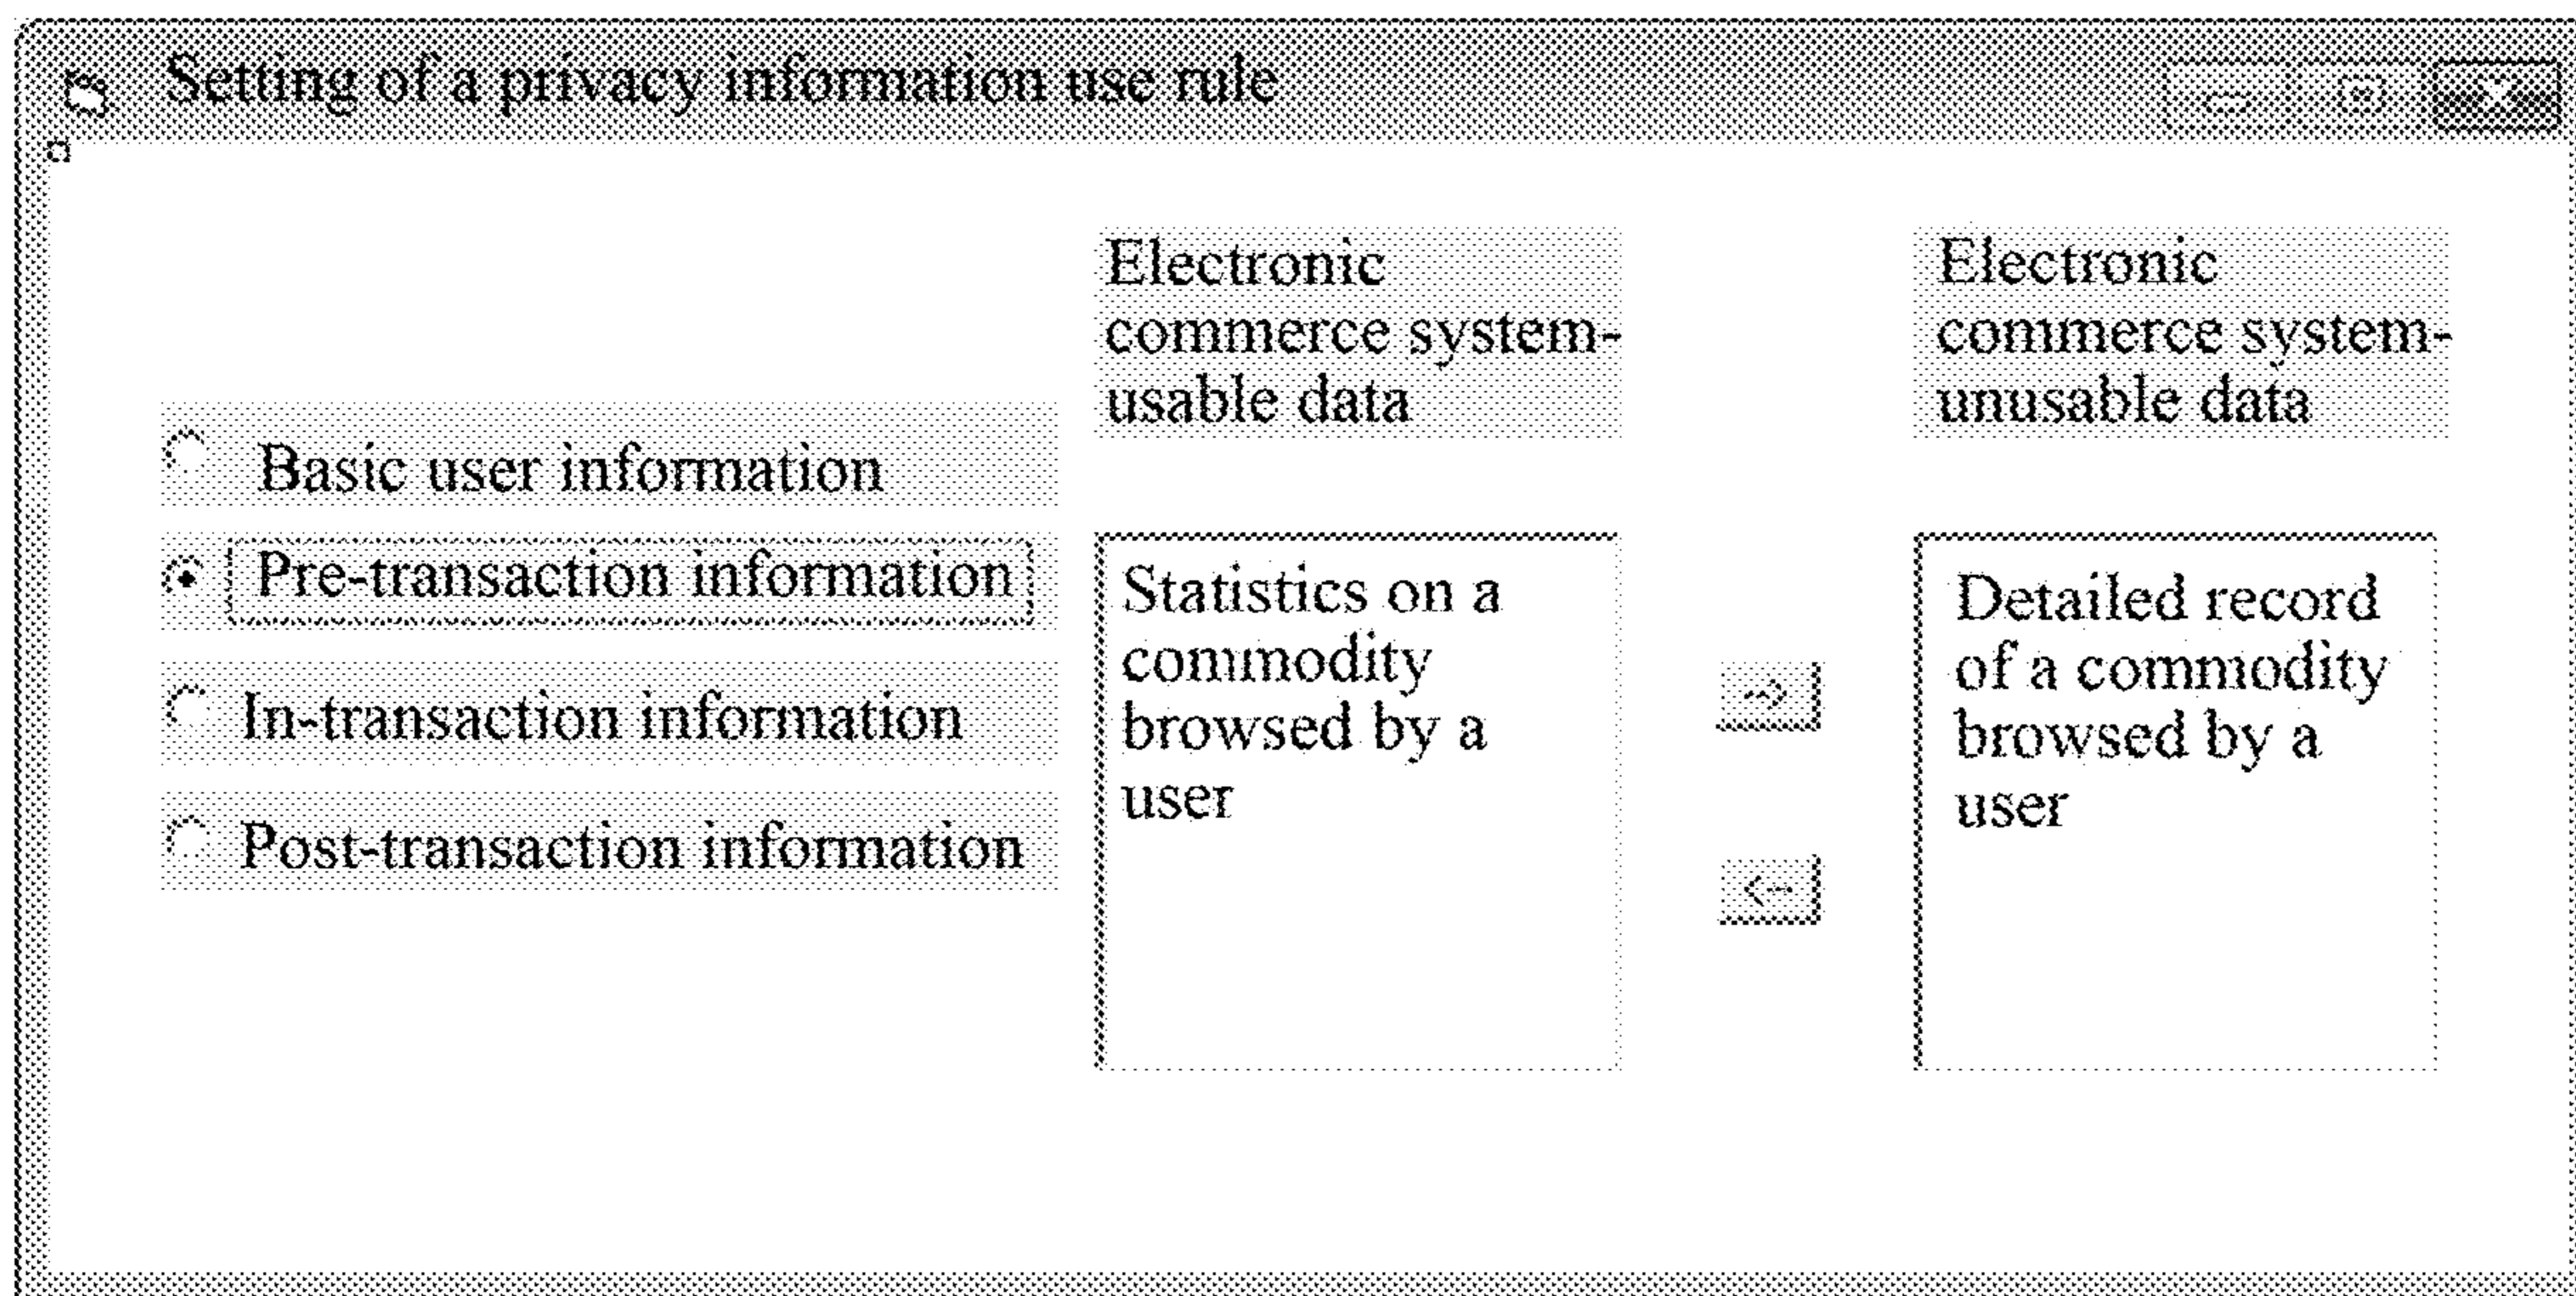 Setting of a privacy information use rule
Electronic
commerce system-
usable data
Electronic
commerce system-
unusable data
Basic user information
Pre-transaction information
In-transaction information
Post-transaction information
Statistics on a
commodity
browsed by a
user
Detailed record
of a commodity
browsed by a
user